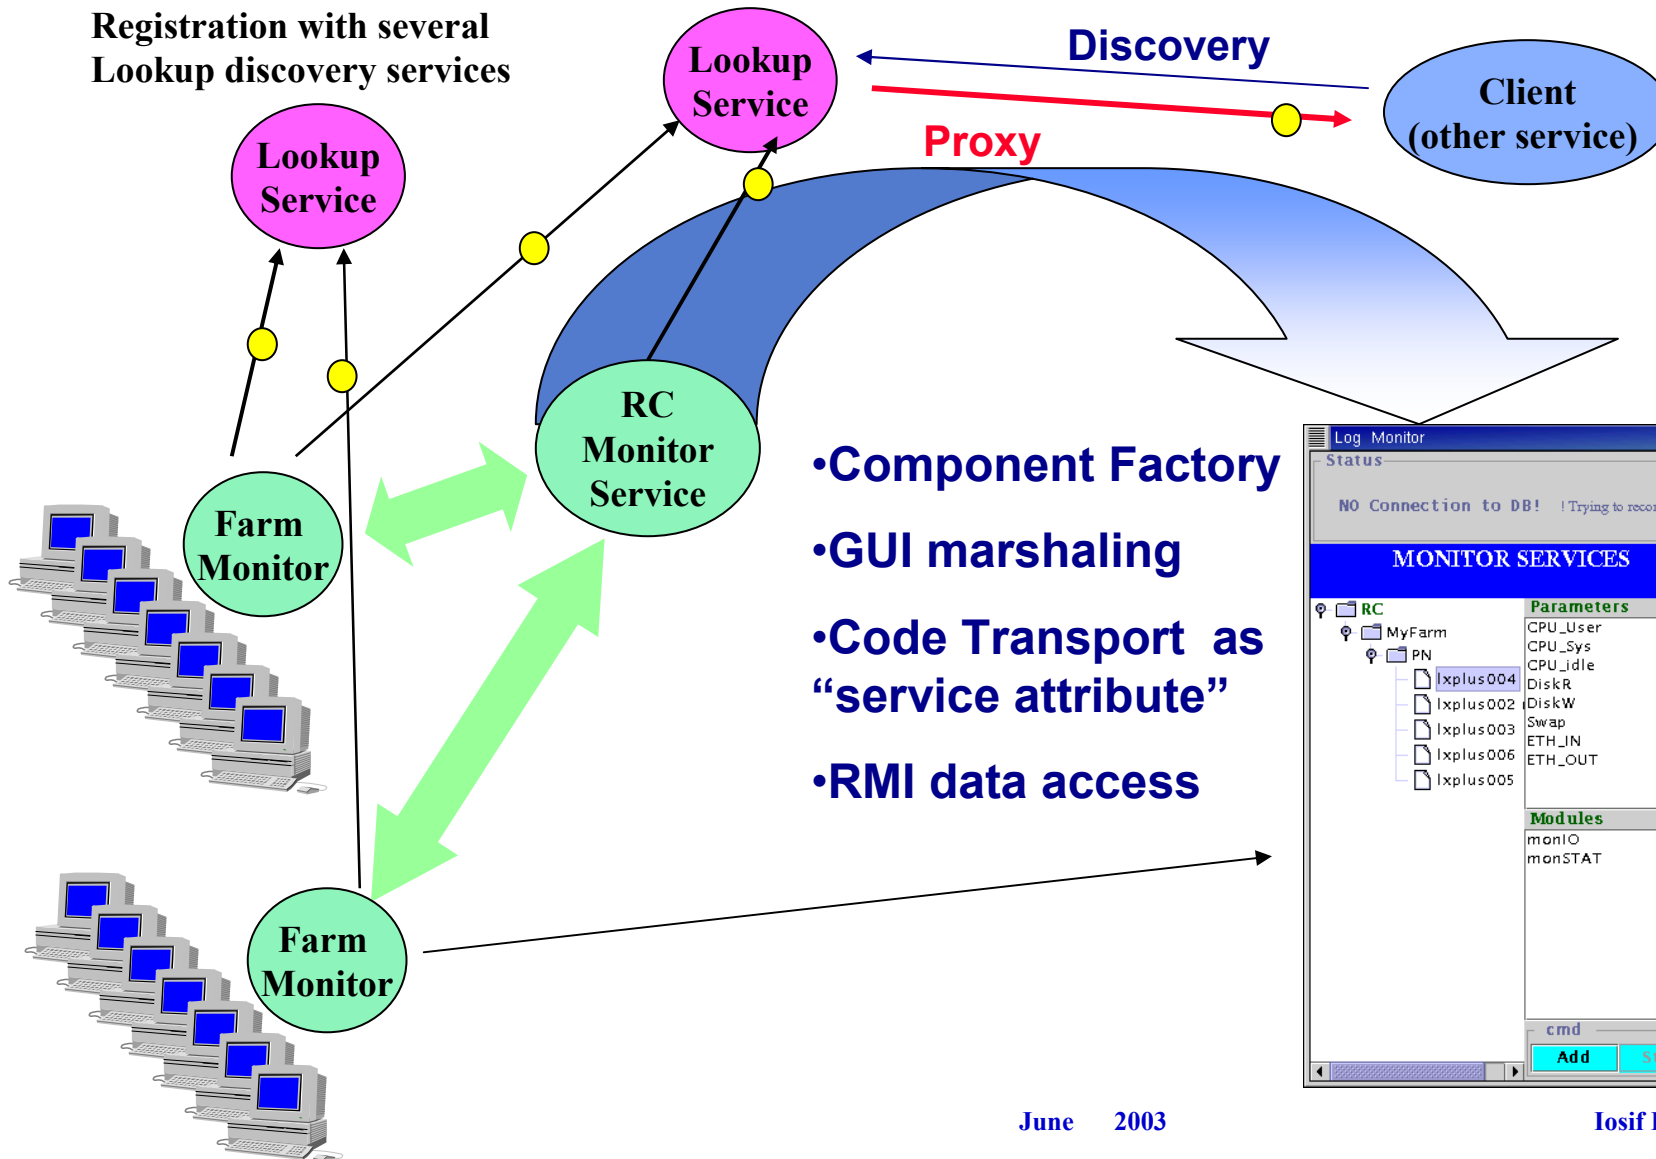 Registration with several
Lookup discovery services
Lookup
Service
Lookup
Service
Discovery
Proxy
Client
(other service)
RC
Monitor
Service
Farm
Monitor
Farm
Monitor
•Component Factory
•GUI marshaling
•Code Transport as
“service attribute”
•RMI data access
Log Monitor
Status
NO Connection to DB! ! Trying to
MONITOR SERVICES
RC
MyFarm
PN
lxplus004
lxplus002
lxplus003
lxplus006
lxplus005
Parameters
CPU_User
CPU_Sys
CPU_idle
DiskR
DiskW
Swap
ETH_IN
ETH_OUT
Modules
monIO
monSTAT
cmd
Add
June 2003
Iosif